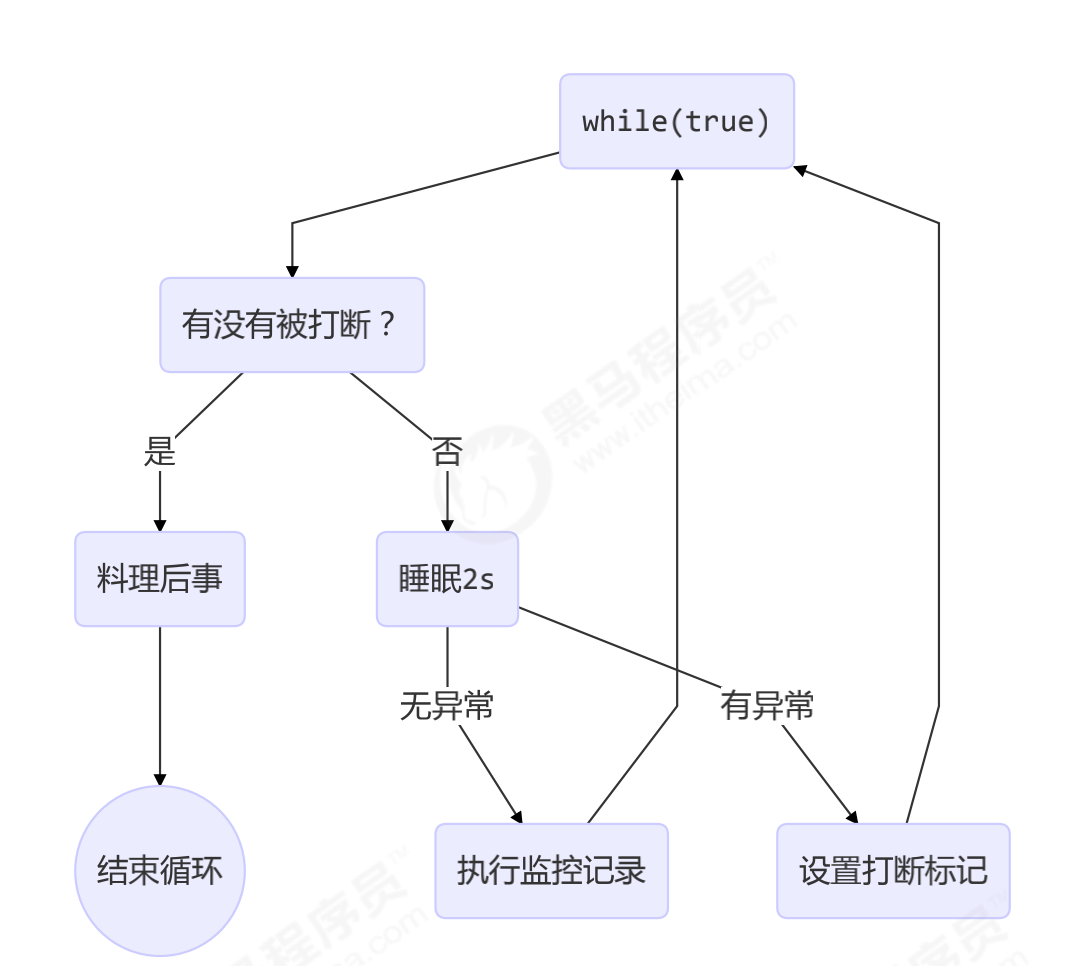 while(true)
有没有被打断？
黑马程序员™
www.itheima.com
是
否
料理后事
睡眠2s
无异常
有异常
结束循环
执行监控记录
设置打断标记